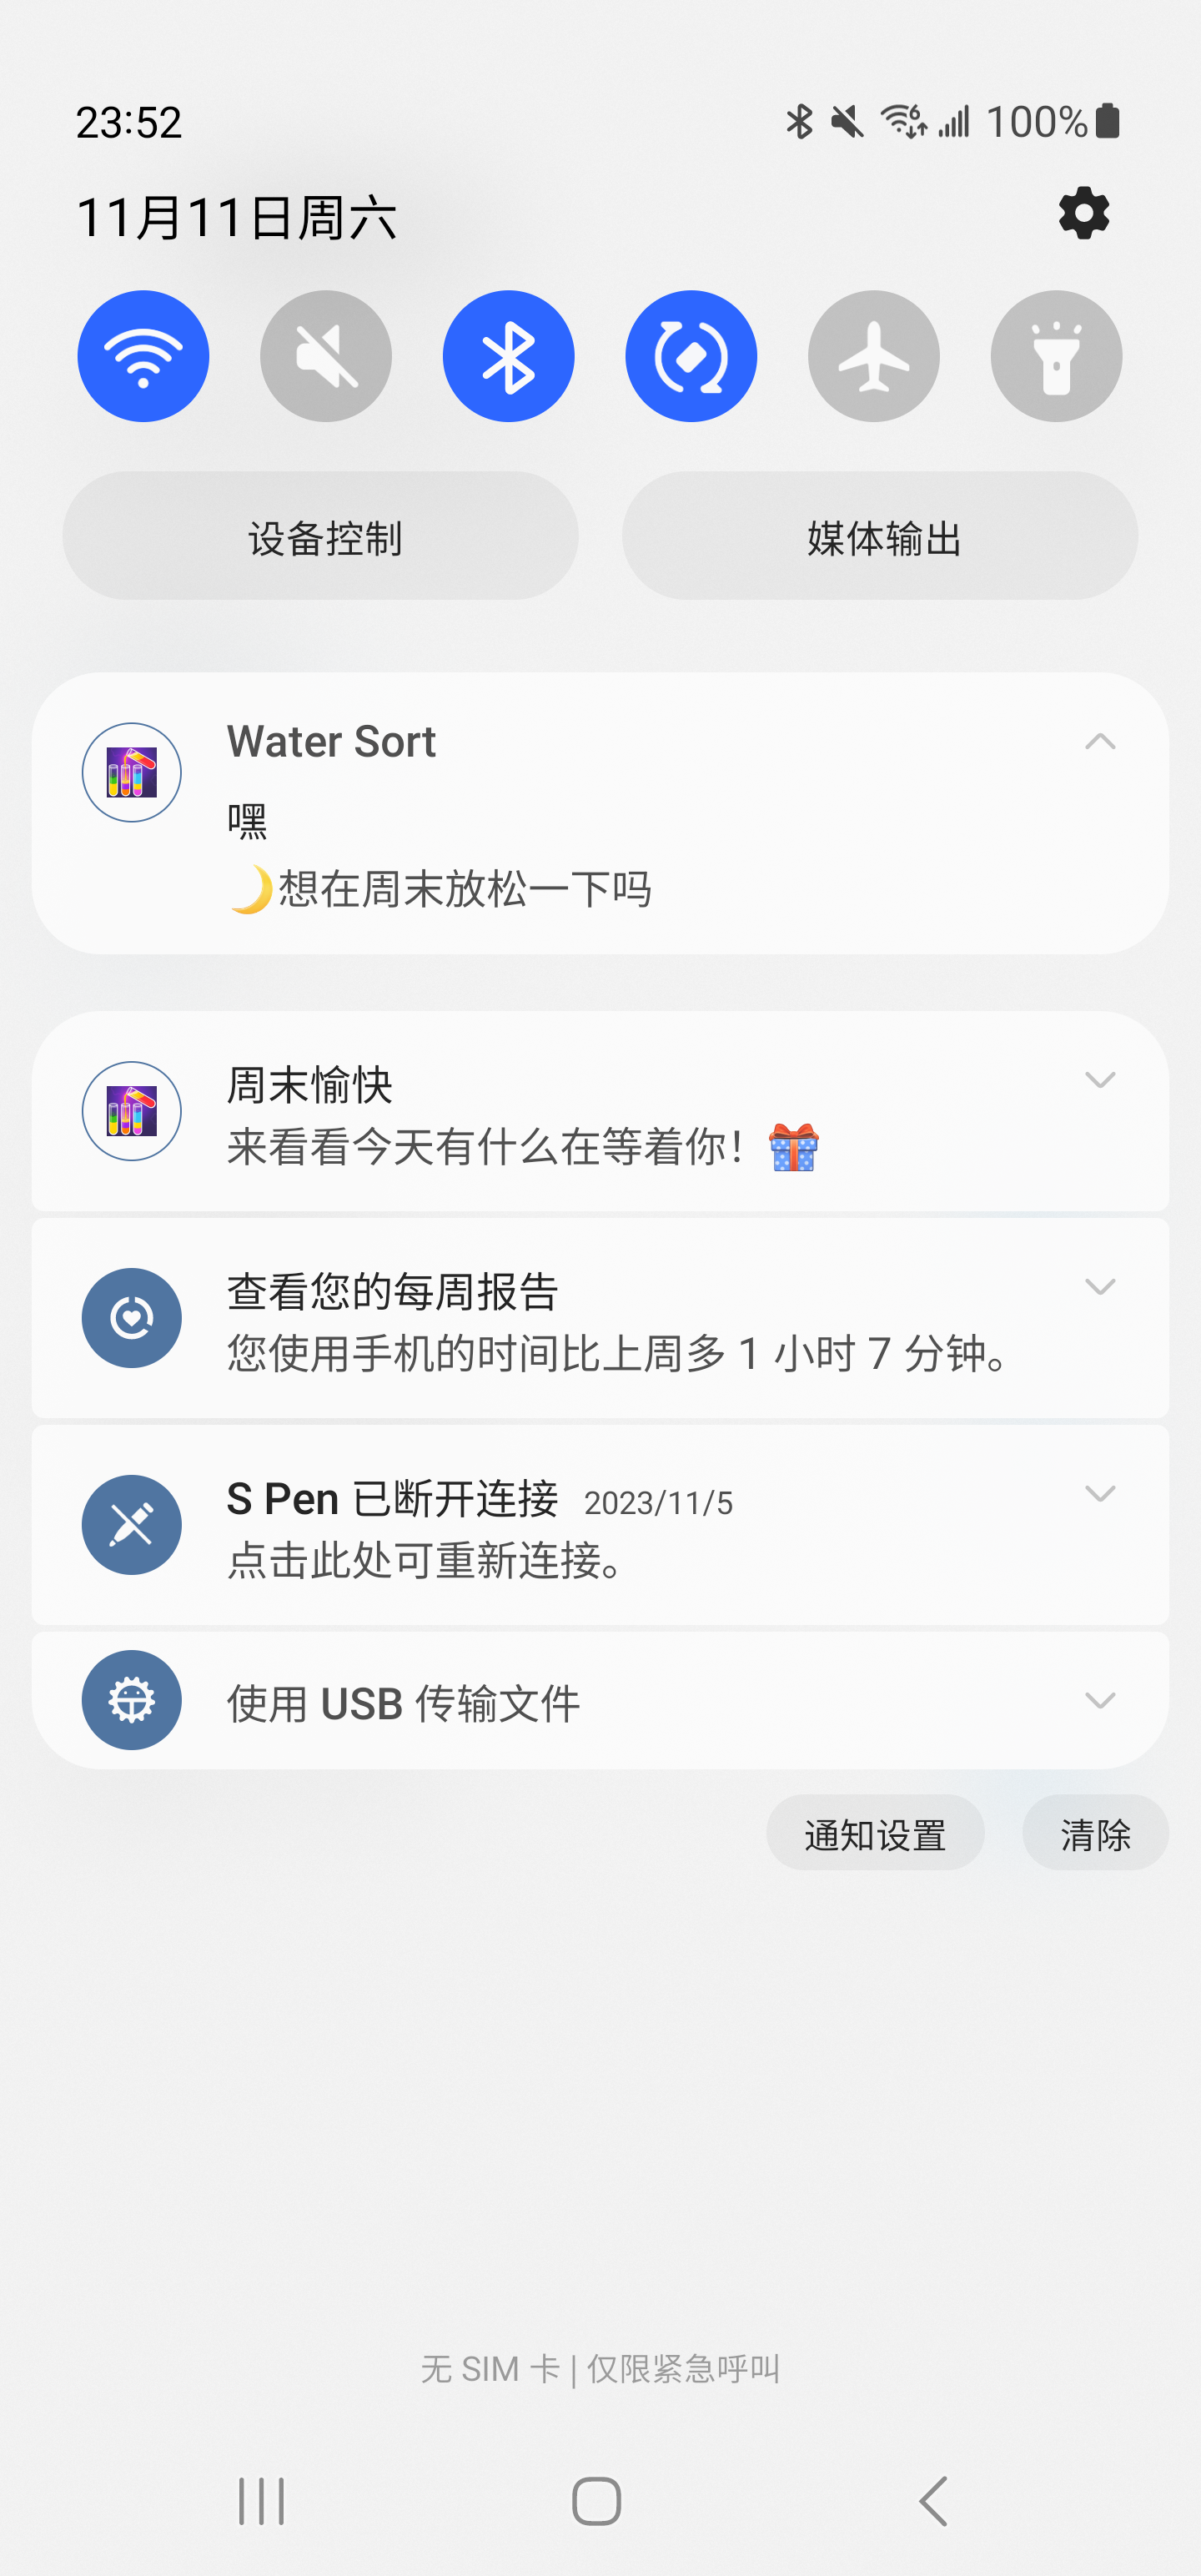 23:52
100%
11月11日周六
设备控制
媒体输出
Water Sort
嘿
🌙想在周末放松一下吗
周末愉快
来看看今天有什么在等着你！🎁
查看您的每周报告
您使用手机的时间比上周多 1 小时 7 分钟。
S Pen 已断开连接 2023/11/5
点击此处可重新连接。
使用 USB 传输文件
通知设置
清除
无 SIM 卡 | 仅限紧急呼叫